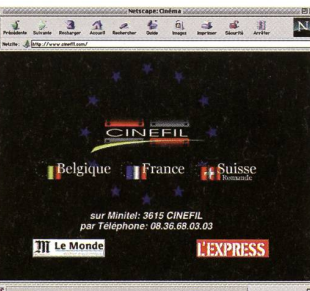 Netscape: Cinéma
Précédente Suivante Recharger Accueil Rechercher Guide Images Imprimer Sécurité Arrêter N
Netsite: http://www.cinefil.com/
CINEFIL
Belgique France Suisse
Romande
sur Minitel: 3615 CINEFIL
par Téléphone: 08.36.68.03.03
Le Monde L'EXPRESS